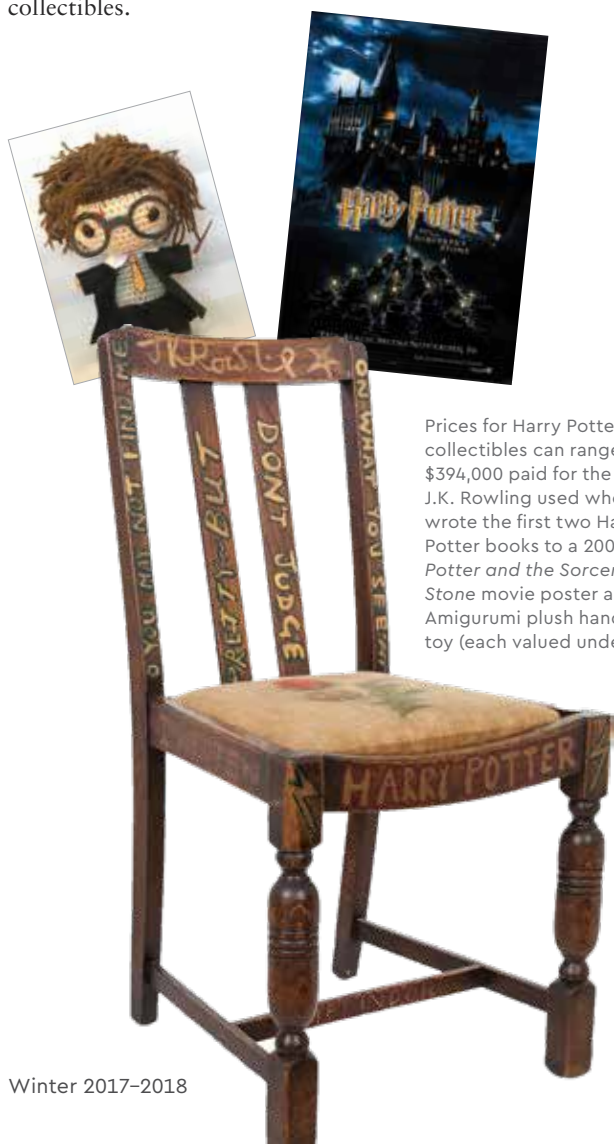 collectibles.
Harry Potter
J.K. Rowling
O YOU MAY NOT FIND ME
PRETTY—BUT
DONT JUDGE
ON WHAT YOU SEE
HARRY POTTER
Prices for Harry Potte
collectibles can range
$394,000 paid for the
J.K. Rowling used whe
wrote the first two Ha
Potter books to a 200
Potter and the Sorcer
Stone movie poster a
Amigurumi plush hand
toy (each valued unde
Winter 2017–2018